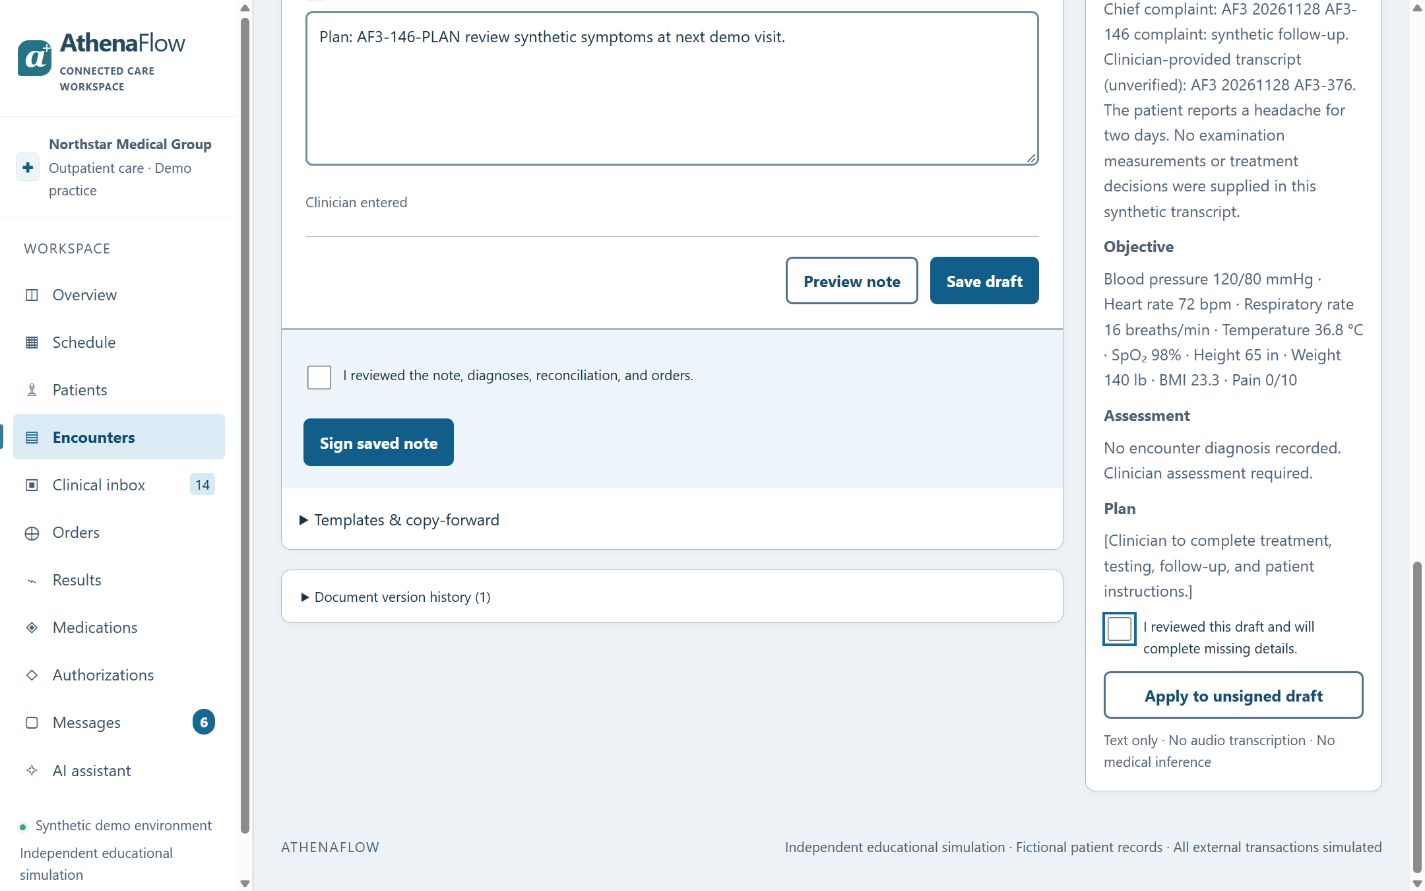 AthenaFlow
CONNECTED CARE
WORKSPACE
Northstar Medical Group
Outpatient care · Demo
practice
WORKSPACE
Overview
Schedule
Patients
Encounters
Clinical inbox 14
Orders
Results
Medications
Authorizations
Messages 6
AI assistant
Synthetic demo environment
Independent educational
simulation
Plan: AF3-146-PLAN review synthetic symptoms at next demo visit.
Clinician entered
Preview note
Save draft
I reviewed the note, diagnoses, reconciliation, and orders.
Sign saved note
Templates & copy-forward
Document version history (1)
Chief complaint: AF3 20261128 AF3-
146 complaint: synthetic follow-up.
Clinician-provided transcript
(unverified): AF3 20261128 AF3-376.
The patient reports a headache for
two days. No examination
measurements or treatment
decisions were supplied in this
synthetic transcript.
Objective
Blood pressure 120/80 mmHg ·
Heart rate 72 bpm · Respiratory rate
16 breaths/min · Temperature 36.8 °C
· SpO₂ 98% · Height 65 in · Weight
140 lb · BMI 23.3 · Pain 0/10
Assessment
No encounter diagnosis recorded.
Clinician assessment required.
Plan
[Clinician to complete treatment,
testing, follow-up, and patient
instructions.]
I reviewed this draft and will
complete missing details.
Apply to unsigned draft
Text only · No audio transcription · No
medical inference
ATHENAFLOW
Independent educational simulation · Fictional patient records · All external transactions simulated